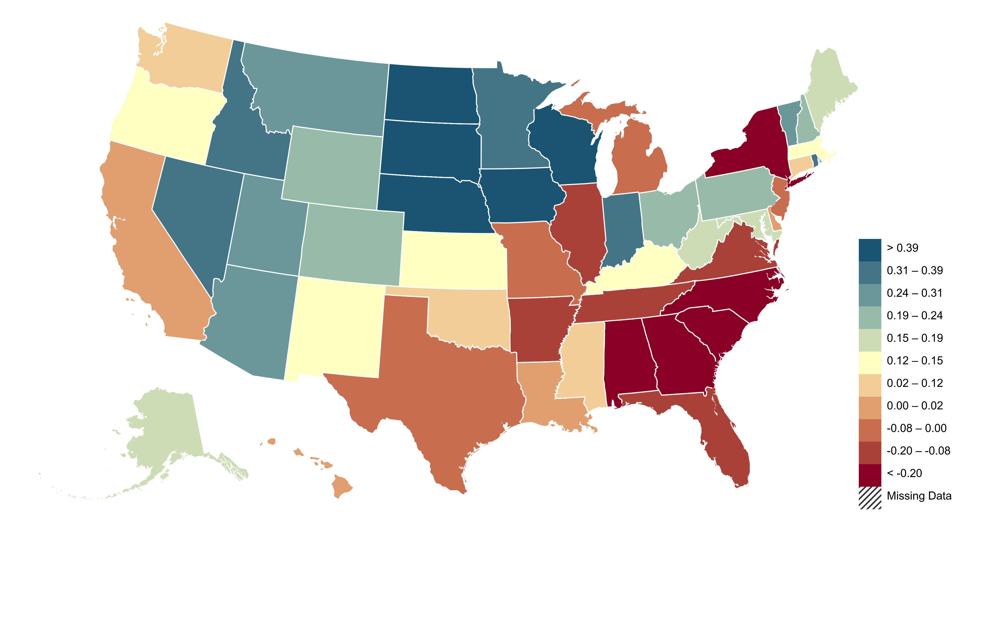 > 0.39
0.31 – 0.39
0.24 – 0.31
0.19 – 0.24
0.15 – 0.19
0.12 – 0.15
0.02 – 0.12
0.00 – 0.02
-0.08 – 0.00
-0.20 – -0.08
< -0.20
Missing Data